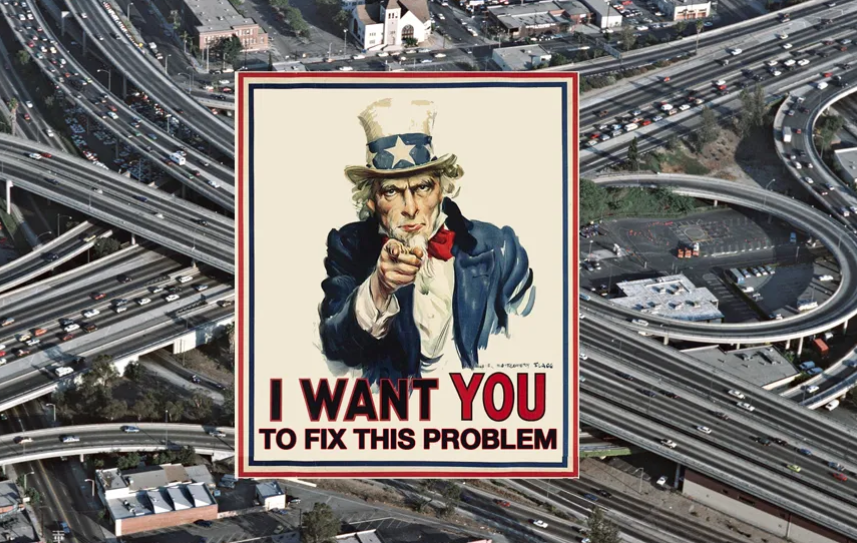 I WANT YOU
TO FIX THIS PROBLEM